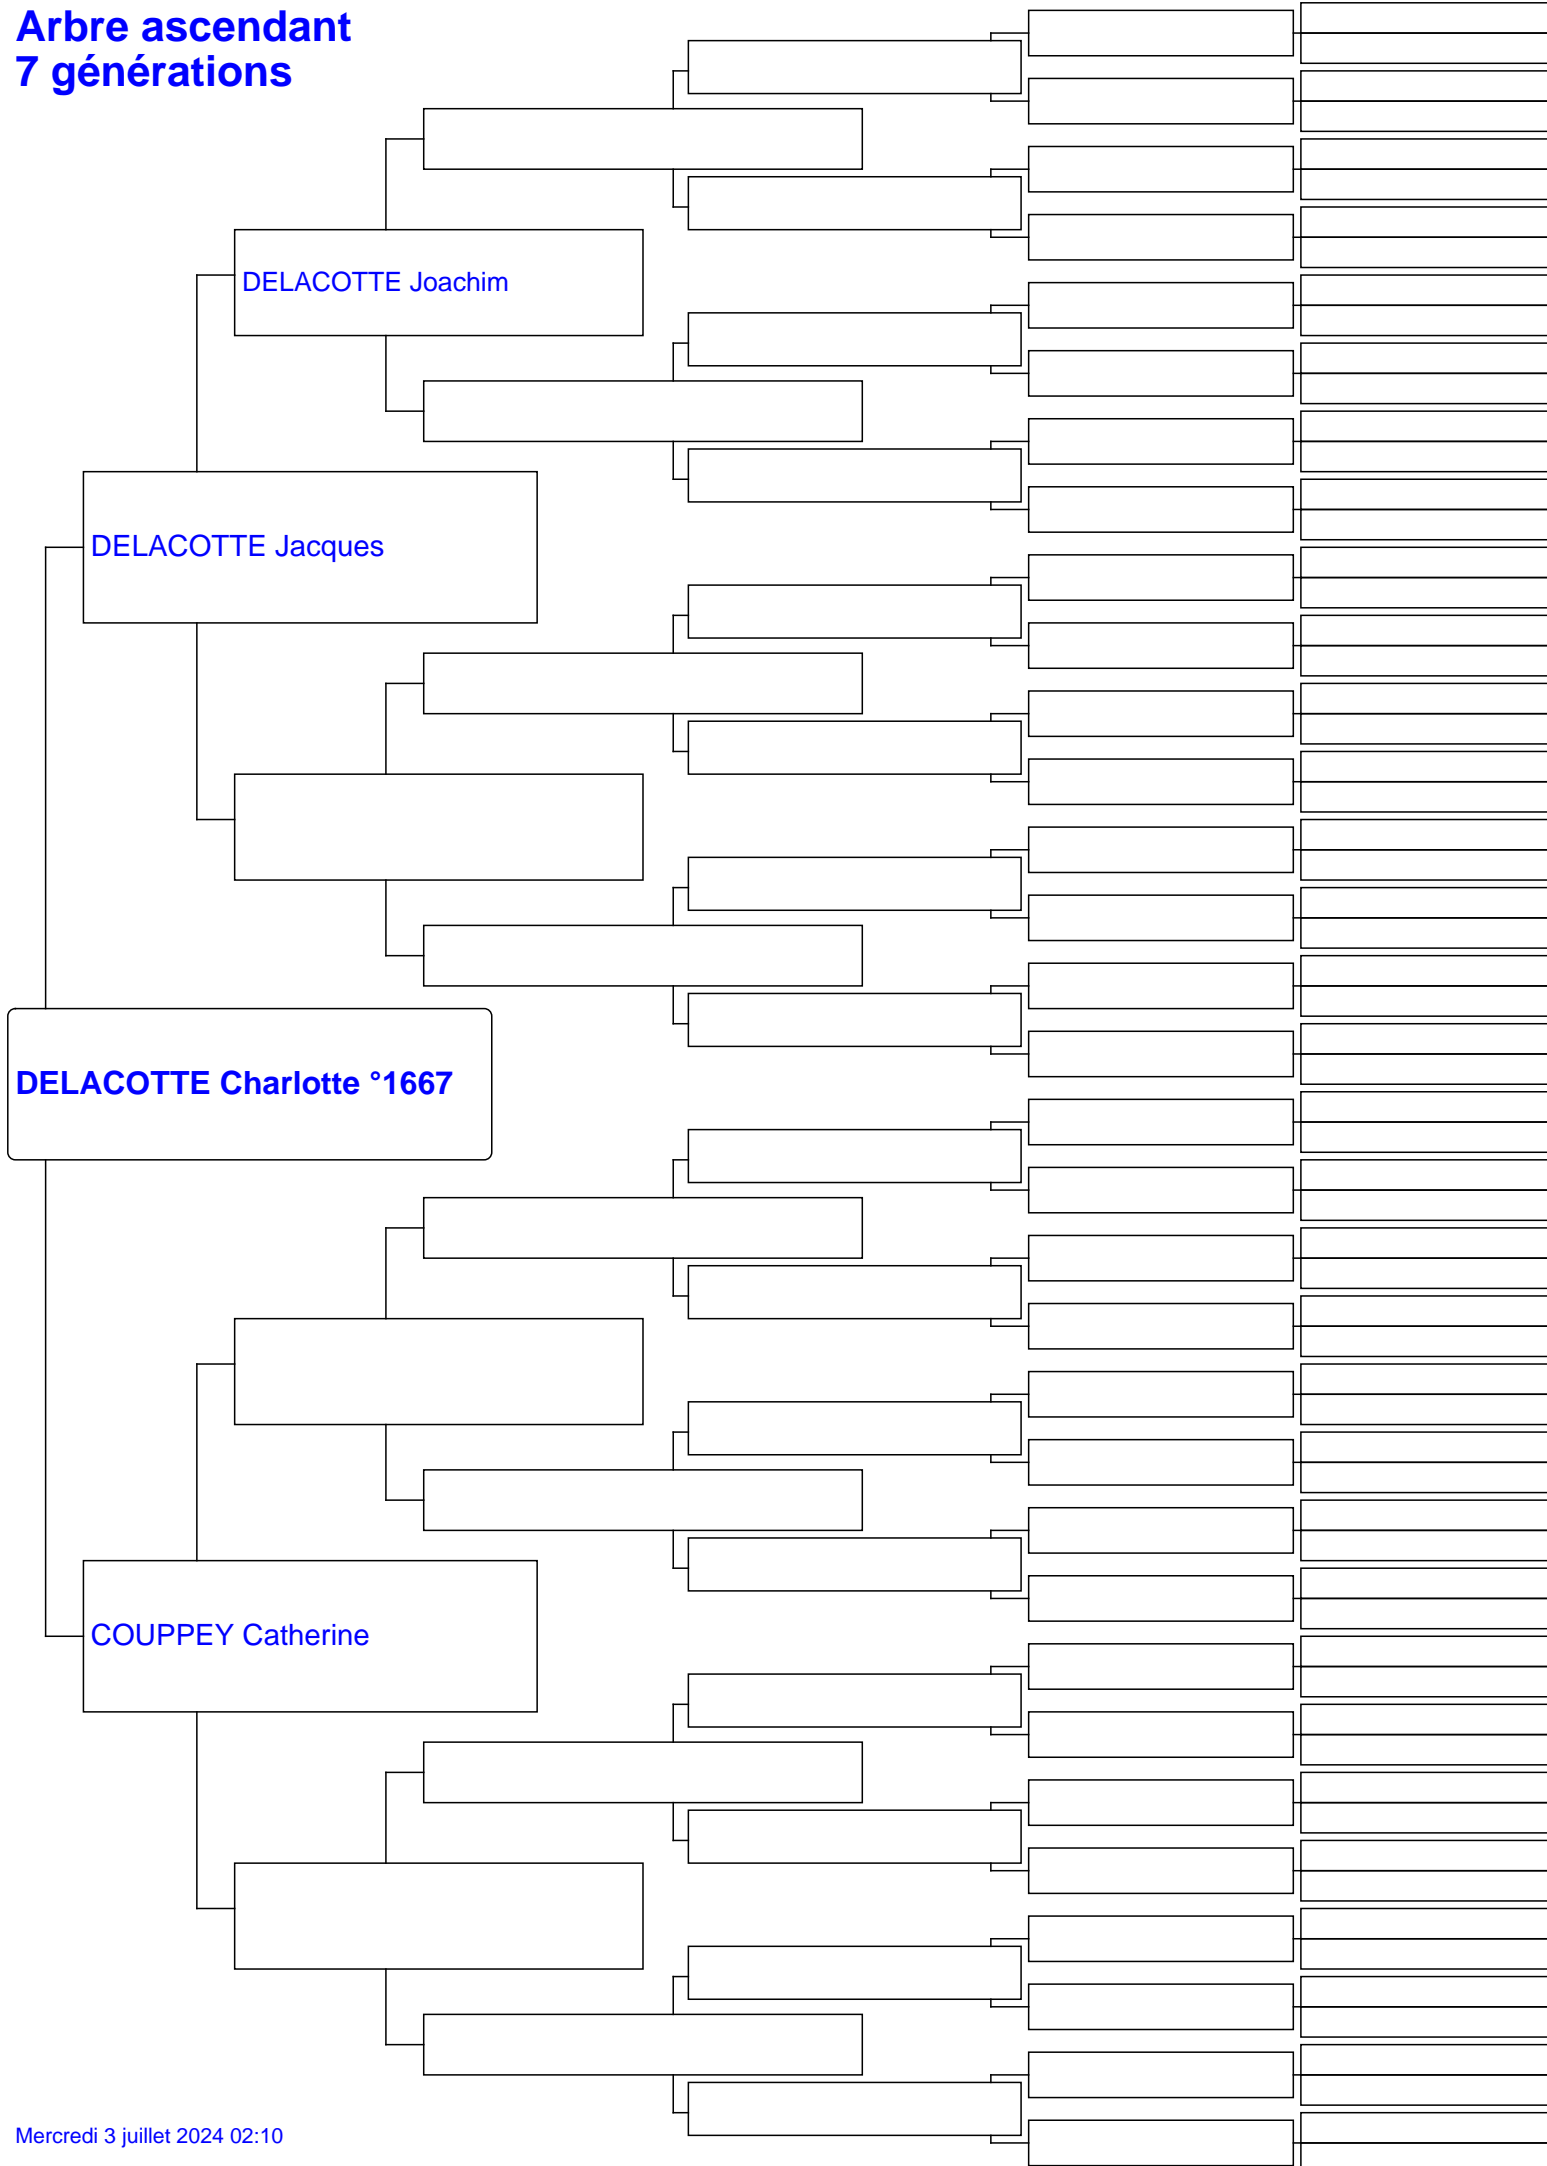 Arbre ascendant
7 générations
DELACOTTE Joachim
DELACOTTE Jacques
DELACOTTE Charlotte °1667
COUPPEY Catherine
Mercredi 3 juillet 2024 02:10